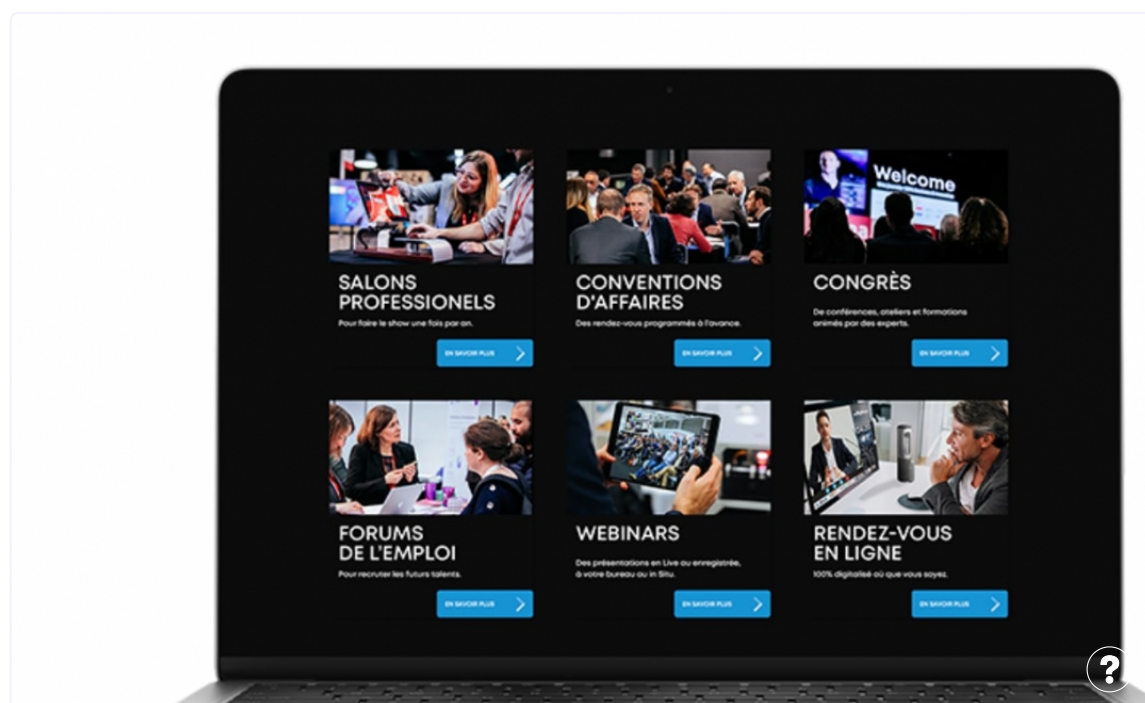 SALONS
PROFESSIONELS
Pour faire le show une fois par an.
EN SAVOIR PLUS
CONVENTIONS
D'AFFAIRES
Des rendez-vous programmés à l'avance.
EN SAVOIR PLUS
Welcome
CONGRÈS
De conférences, ateliers et formations
animés par des experts.
EN SAVOIR PLUS
FORUMS
DE L'EMPLOI
Pour recruter les futurs talents.
EN SAVOIR PLUS
WEBINARS
Des présentations en Live ou enregistrée,
à votre bureau ou in Situ.
EN SAVOIR PLUS
RENDEZ-VOUS
EN LIGNE
100% digitalisé où que vous soyez.
EN SAVOIR PLUS
?